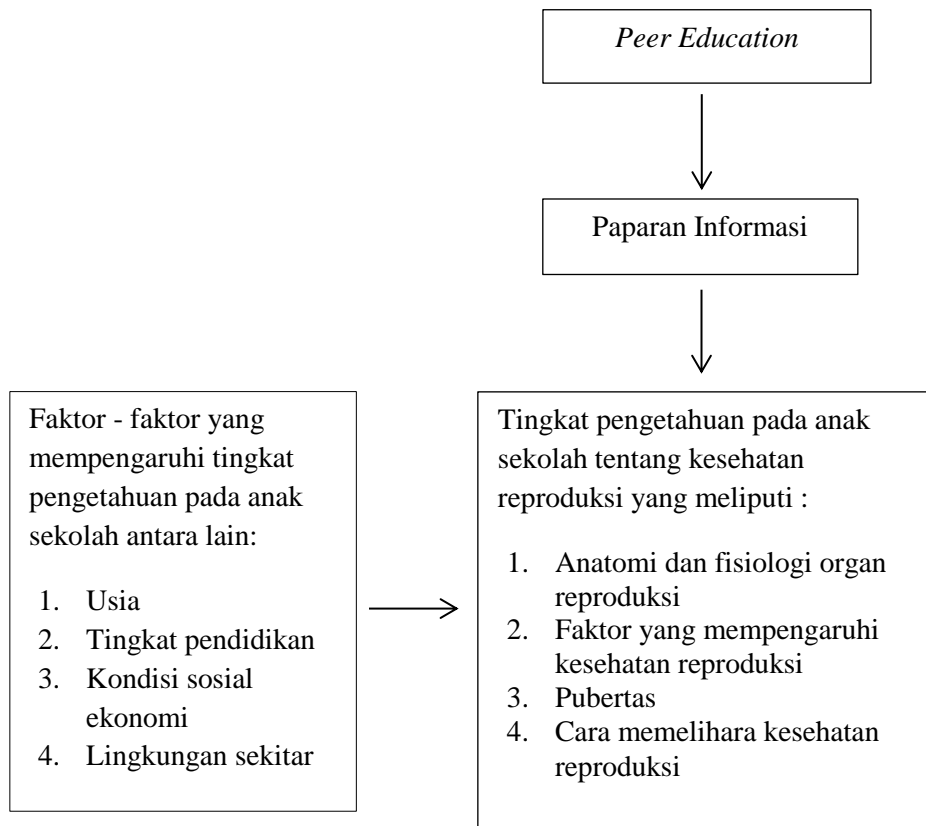 Peer Education
Paparan Informasi
Faktor - faktor yang
mempengaruhi tingkat
pengetahuan pada anak
sekolah antara lain:
1. Usia
2. Tingkat pendidikan
3. Kondisi sosial
ekonomi
4. Lingkungan sekitar
Tingkat pengetahuan pada anak
sekolah tentang kesehatan
reproduksi yang meliputi :
1. Anatomi dan fisiologi organ
reproduksi
2. Faktor yang mempengaruhi
kesehatan reproduksi
3. Pubertas
4. Cara memelihara kesehatan
reproduksi